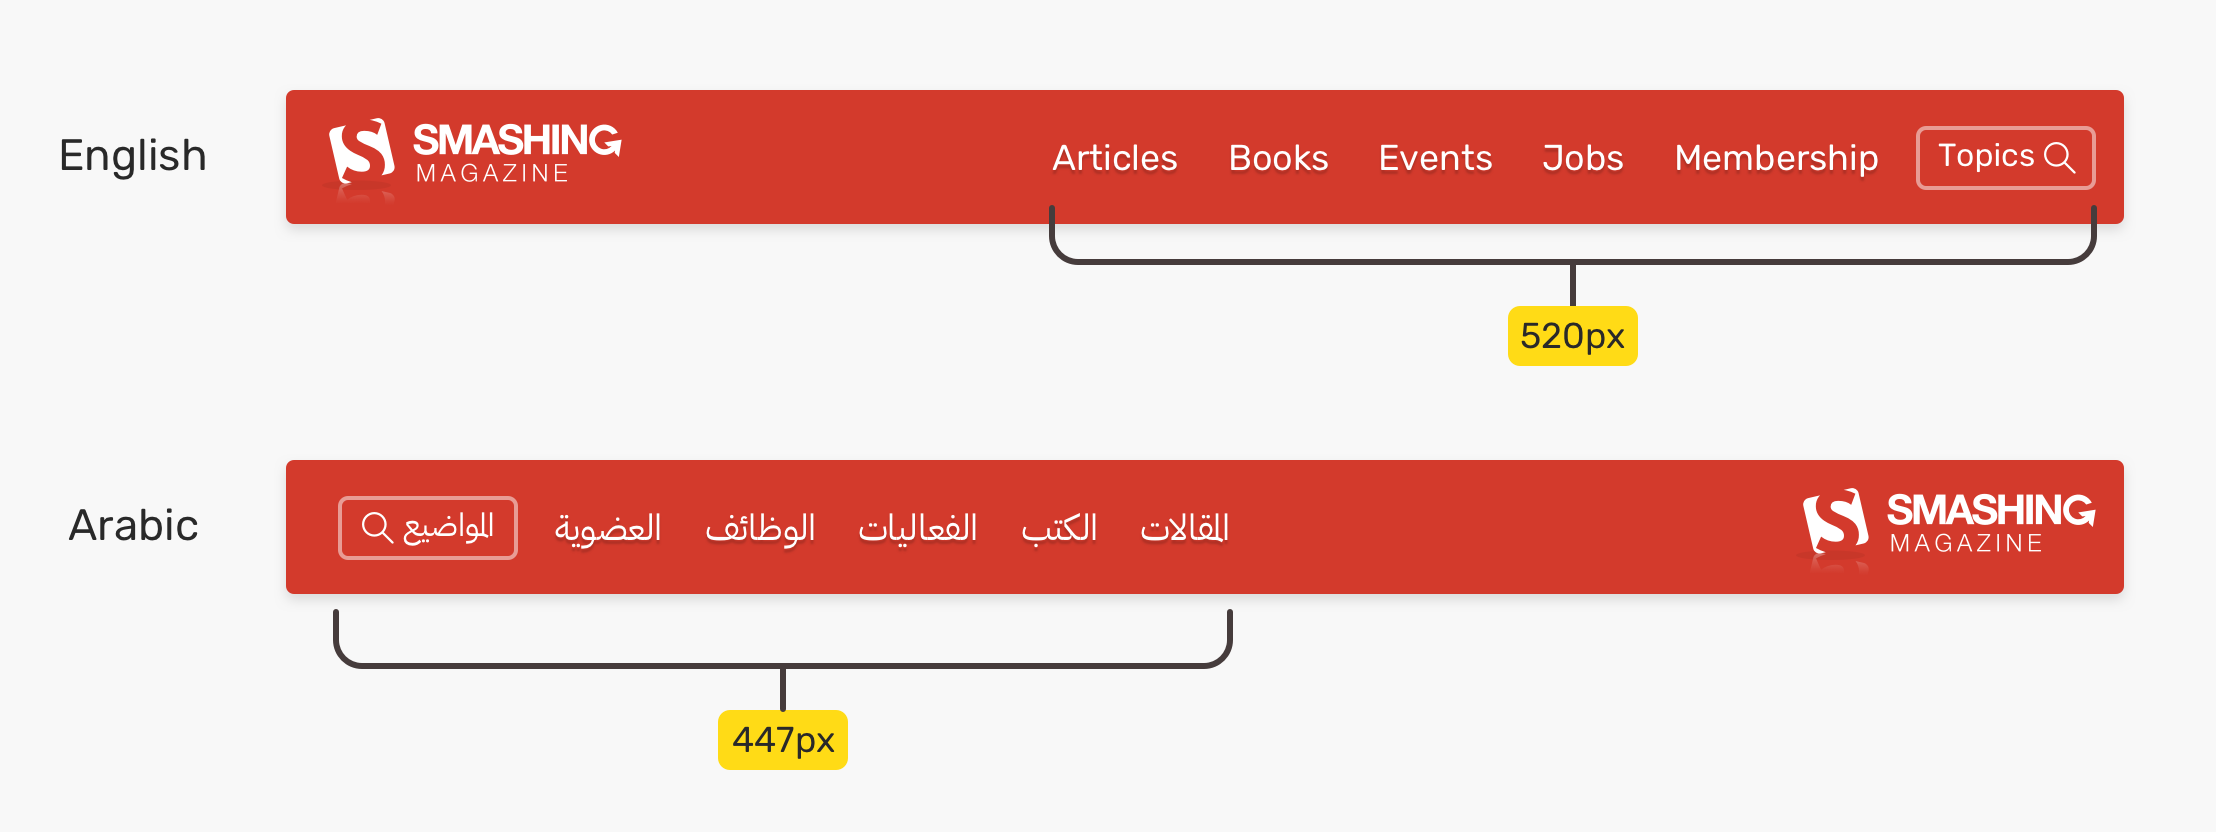 English
SMASHING
MAGAZINE
Articles Books Events Jobs Membership Topics
520px
Arabic
SMASHING
MAGAZINE
المقالات الكتب الفعاليات الوظائف العضوية المواضيع
447px